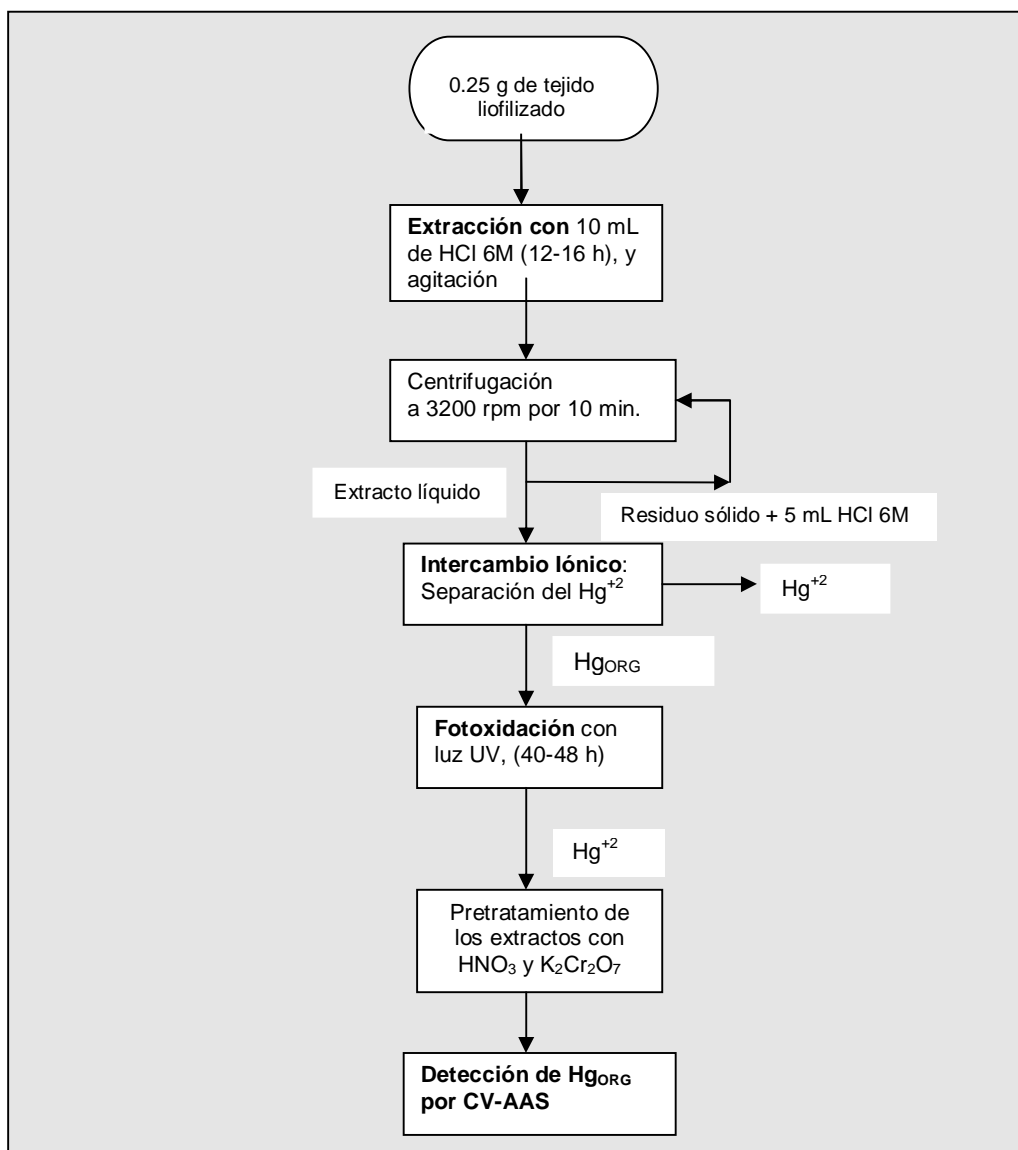 0.25 g de tejido
liofilizado
Extracción con 10 mL
de HCl 6M (12-16 h), y
agitación
Centrifugación
a 3200 rpm por 10 min.
Extracto líquido
Residuo sólido + 5 mL HCl 6M
Intercambio Iónico:
Separación del Hg⁺²
Hg⁺²
Hg_ORG
Fotoxidación con
luz UV, (40-48 h)
Hg⁺²
Pretratamiento de
los extractos con
HNO₃ y K₂Cr₂O₇
Detección de Hg_ORG
por CV-AAS